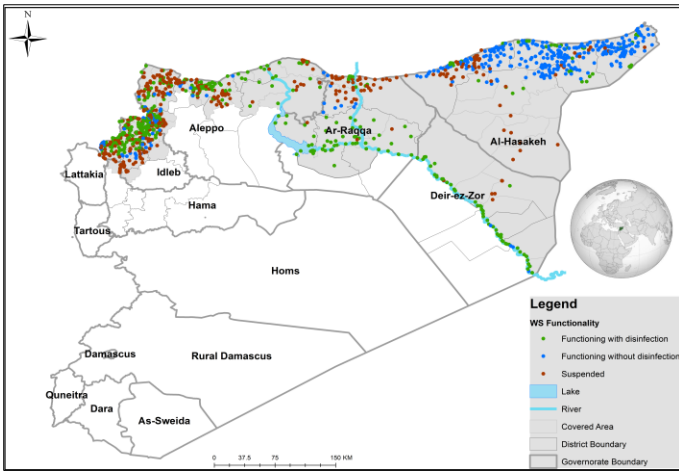 N
Aleppo
Ar-Raqqa
Al-Hasakeh
Lattakia
Idleb
Deir-ez-Zor
Hama
Tartous
Homs
Damascus
Rural Damascus
Quneitra
Dara
As-Sweida
0 37.5 75 150 KM
Legend
WS Functionality
Functioning with disinfection
Functioning without disinfection
Suspended
Lake
River
Covered Area
District Boundary
Governorate Boundary